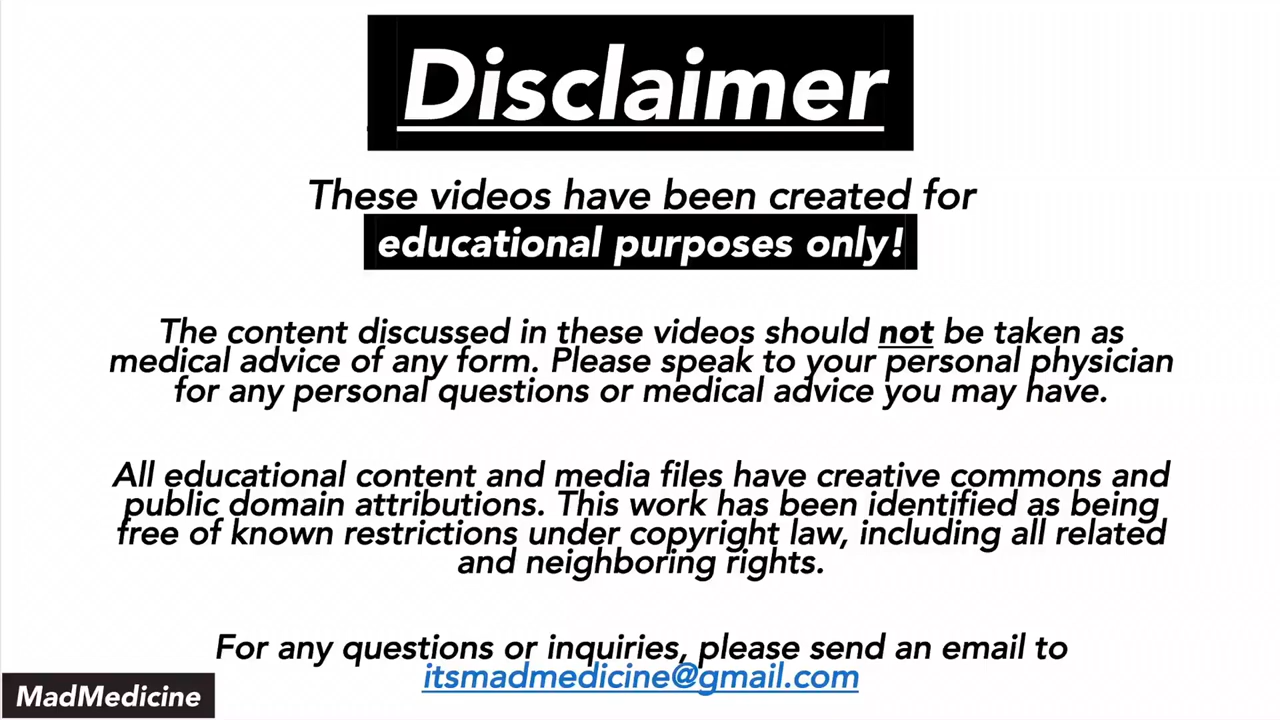 Disclaimer
These videos have been created for
educational purposes only!
The content discussed in these videos should not be taken as
medical advice of any form. Please speak to your personal physician
for any personal questions or medical advice you may have.
All educational content and media files have creative commons and
public domain attributions. This work has been identified as being
free of known restrictions under copyright law, including all related
and neighboring rights.
For any questions or inquiries, please send an email to
itsmadmedicine@gmail.com
MadMedicine